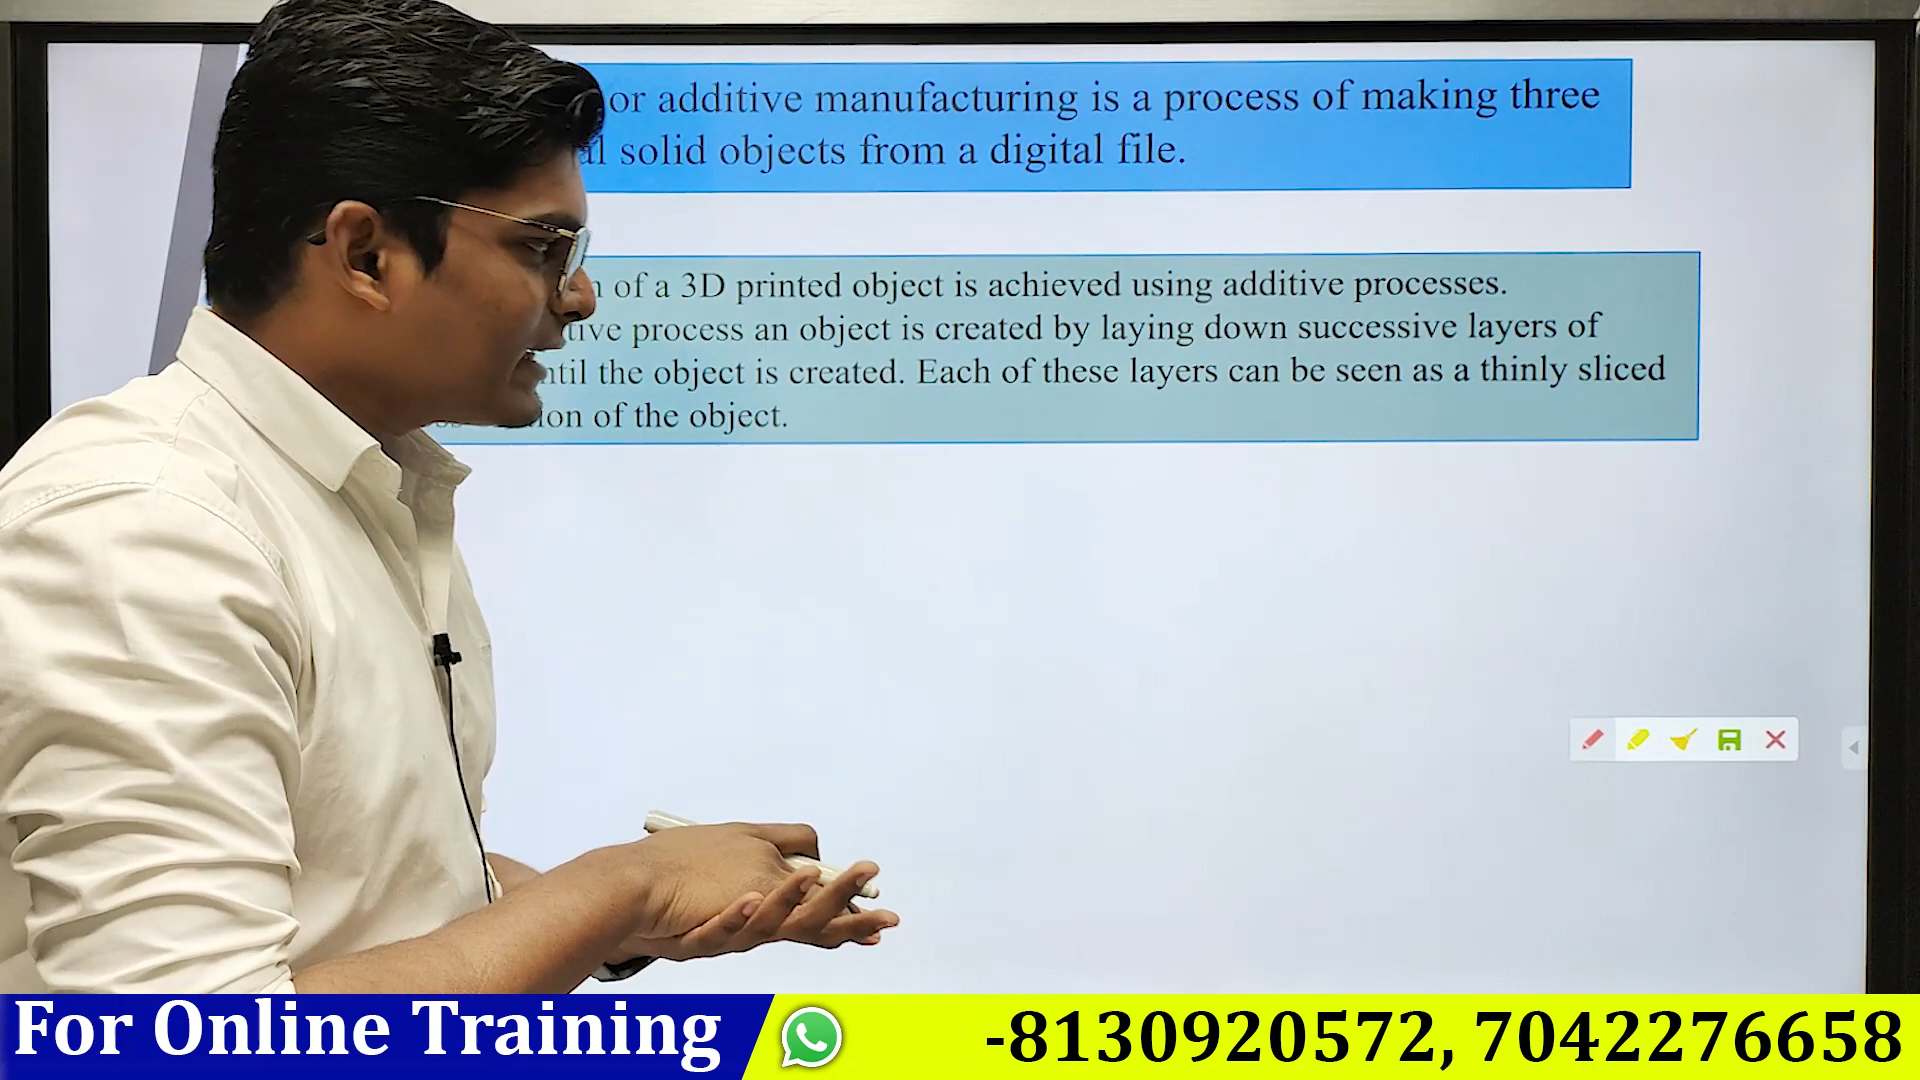 or additive manufacturing is a process of making three
solid objects from a digital file.
of a 3D printed object is achieved using additive processes.
process an object is created by laying down successive layers of
the object is created. Each of these layers can be seen as a thinly sliced
of the object.
For Online Training -8130920572, 7042276658